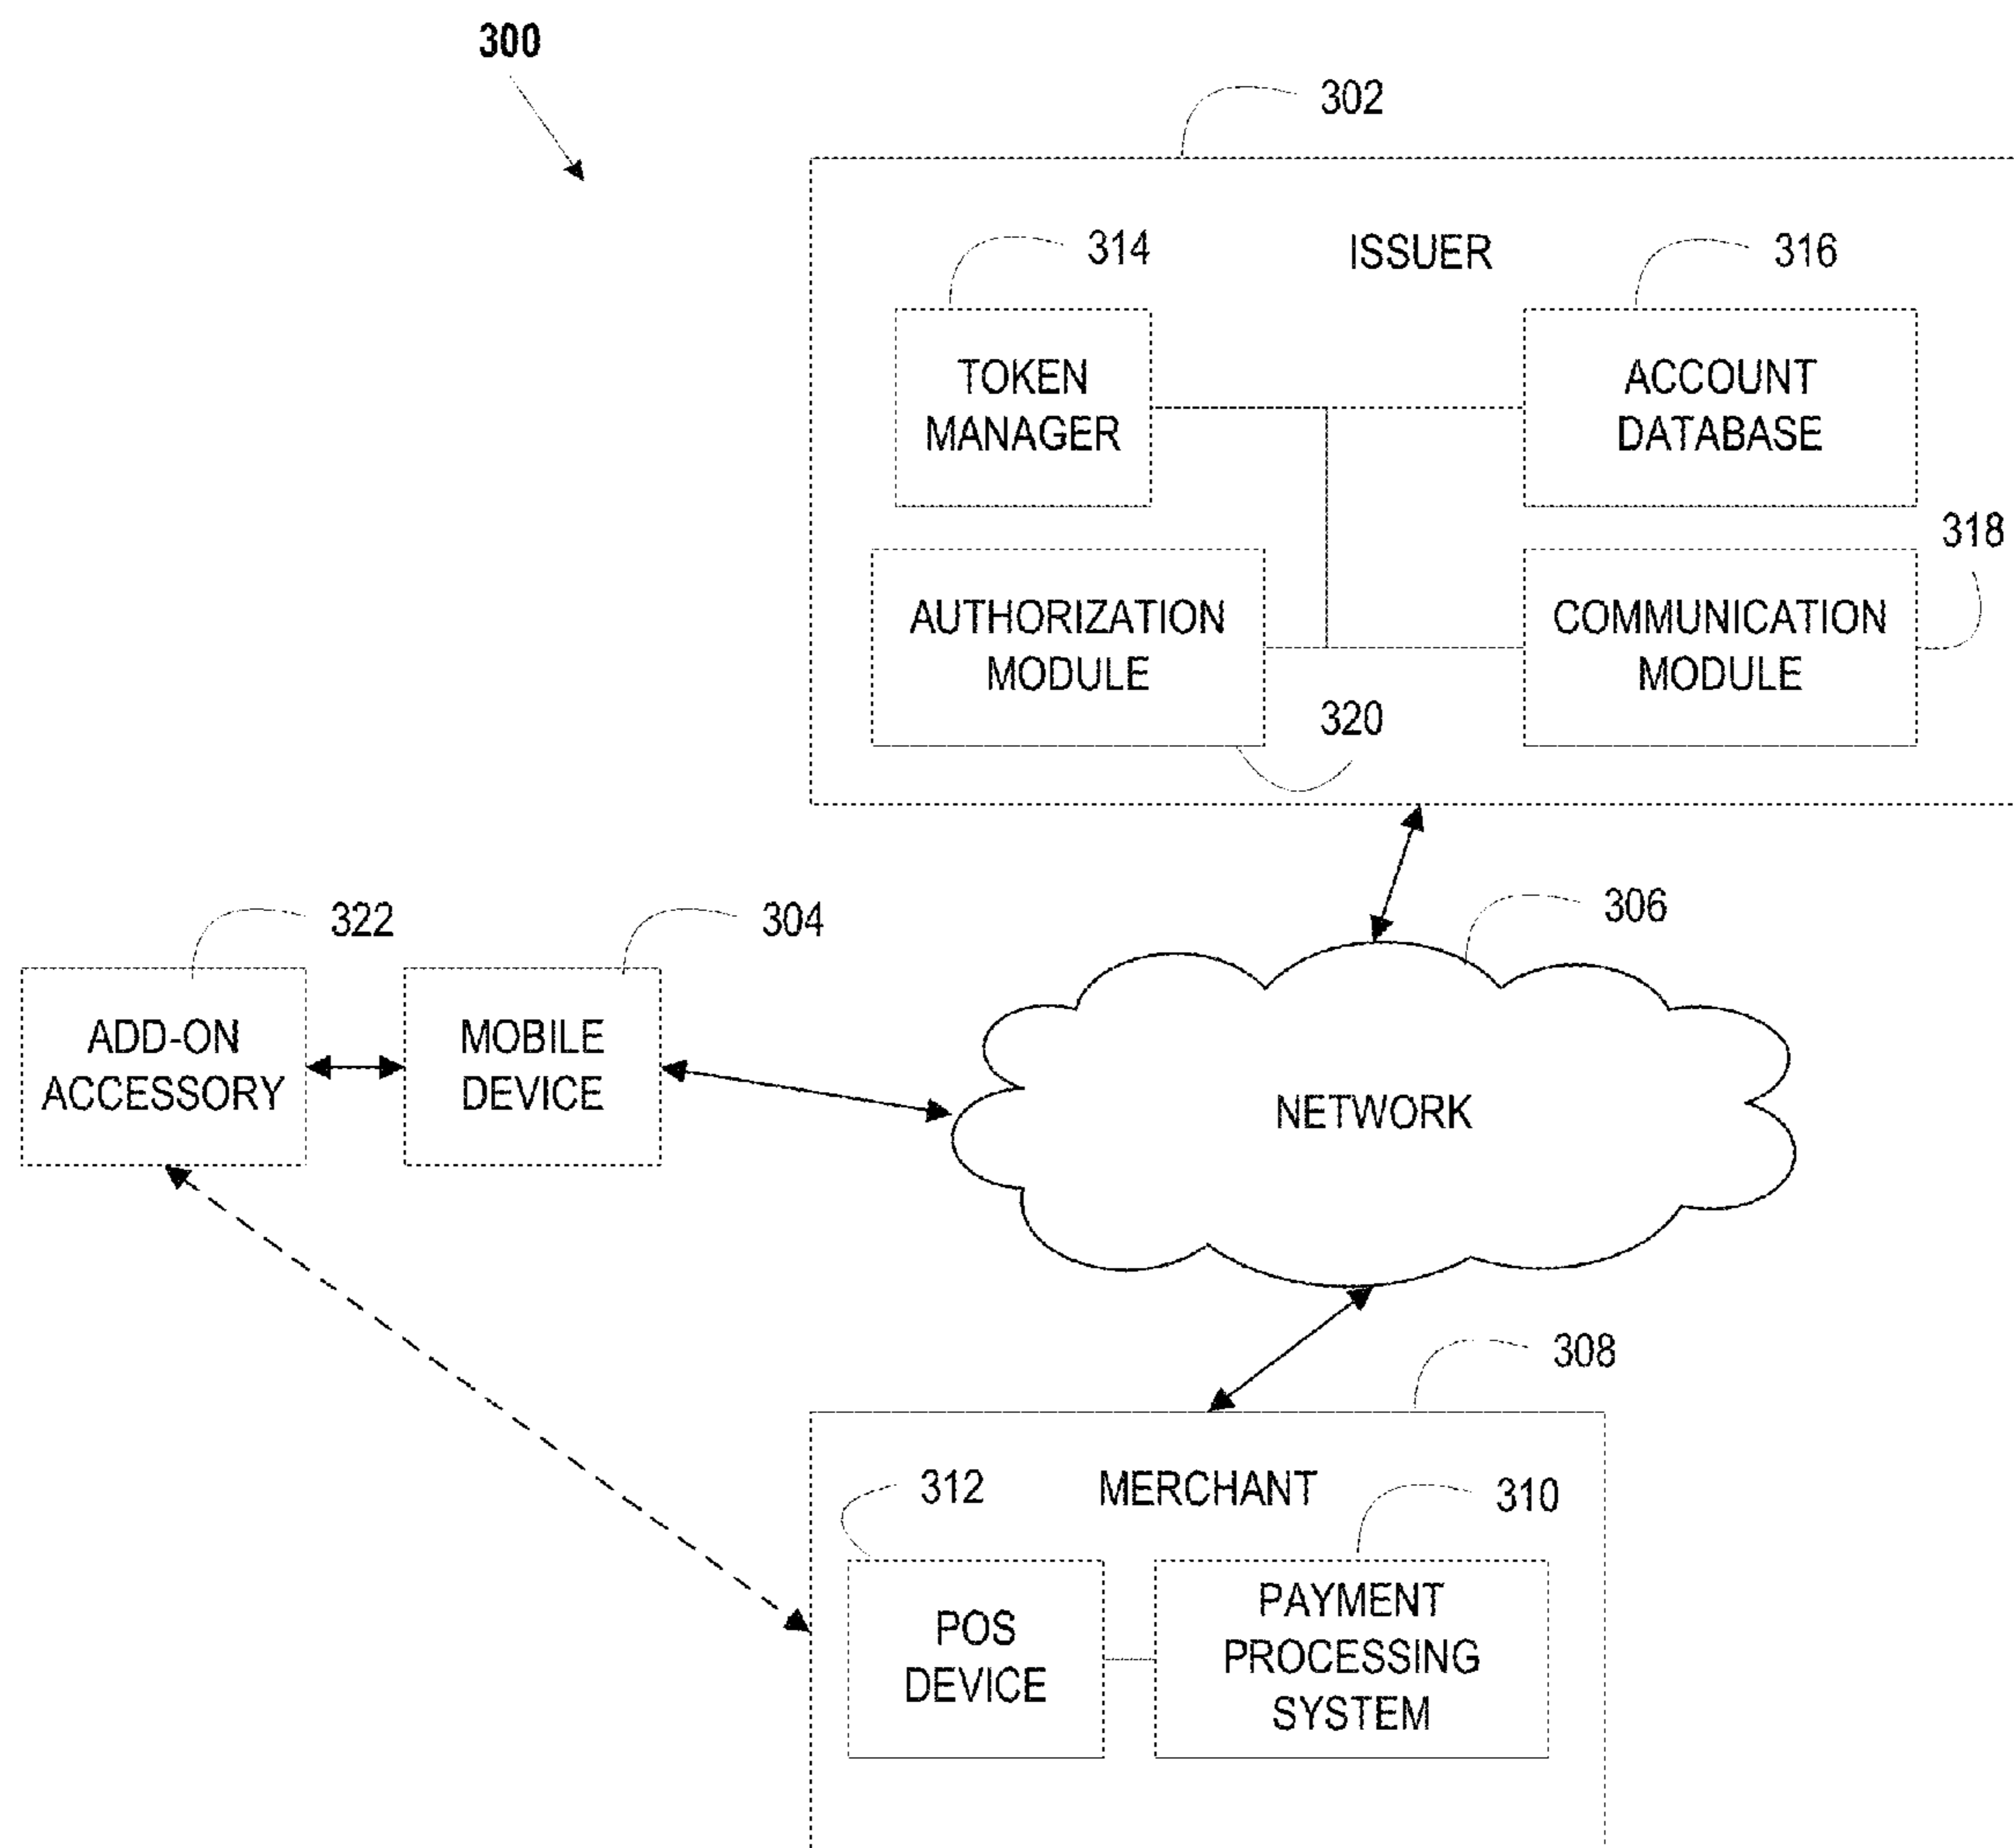 300
302
314
ISSUER
316
TOKEN
MANAGER
ACCOUNT
DATABASE
318
AUTHORIZATION
MODULE
COMMUNICATION
MODULE
320
322
304
306
ADD-ON
ACCESSORY
MOBILE
DEVICE
NETWORK
308
312
MERCHANT
310
POS
DEVICE
PAYMENT
PROCESSING
SYSTEM